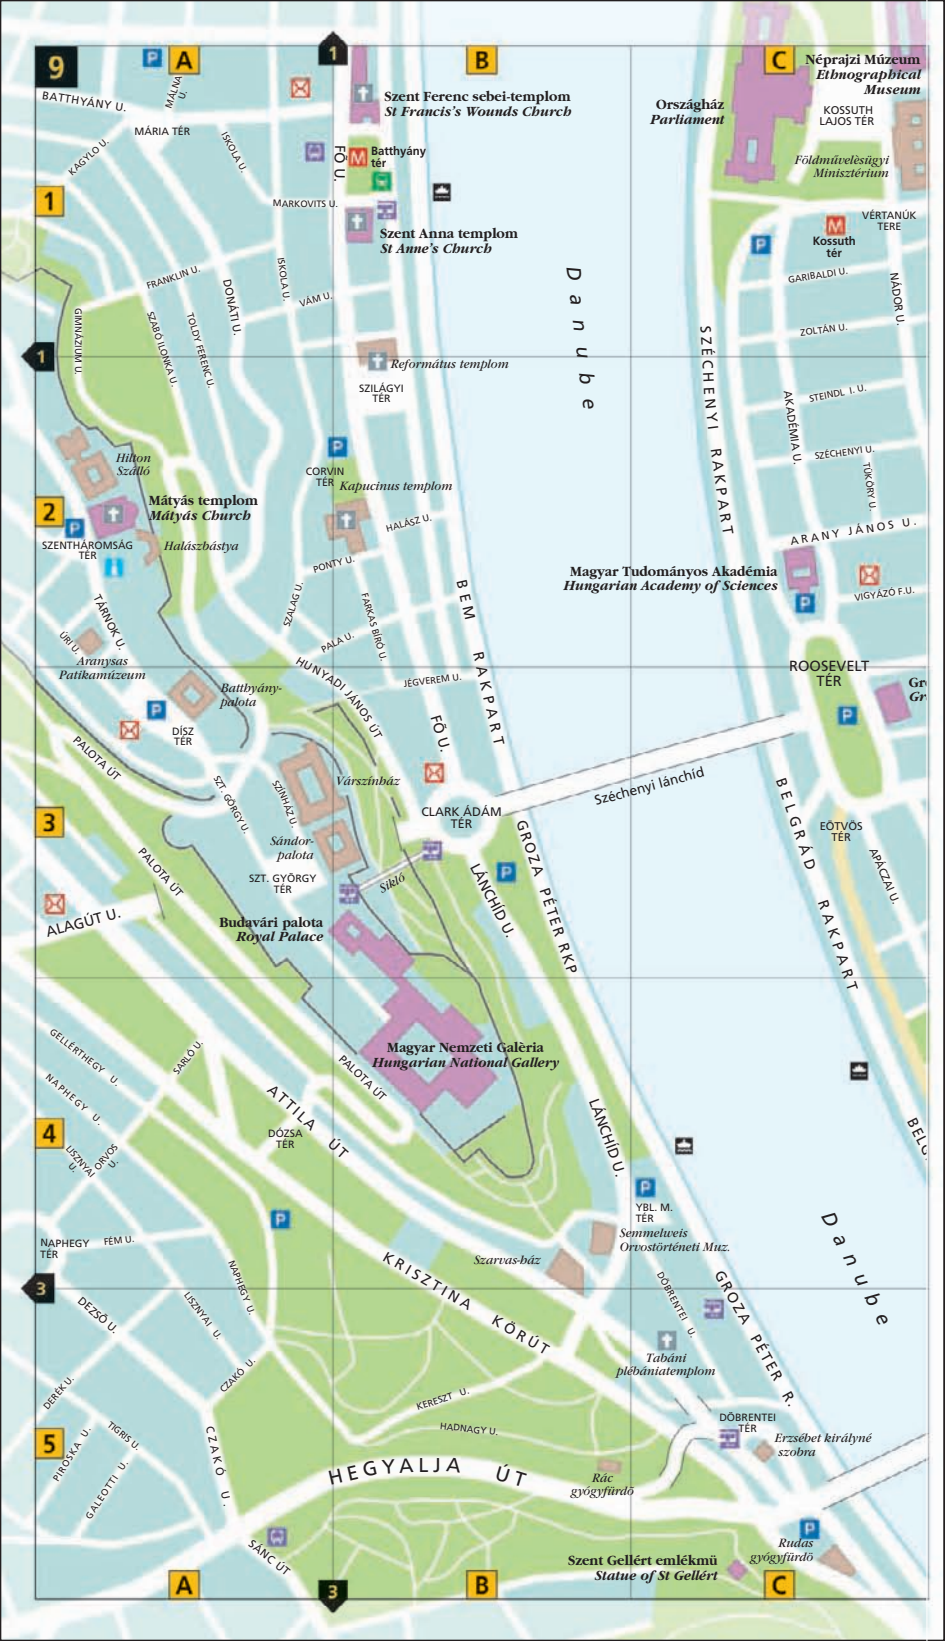 9
A
1
B
C
P
Néprajzi Múzeum
Ethnographical
Museum
BATTHYÁNY U.
MÁLNA
U.
Szent Ferenc sebei-templom
St Francis's Wounds Church
Országház
Parliament
KOSSUTH
LAJOS TÉR
MÁRIA TÉR
KAGYLO U.
ISKOLA U.
FŐ U.
M
Batthyány
tér
Földművelèsügyi
Minisztérium
1
MARKOVITS U.
Szent Anna templom
St Anne's Church
VÉRTANÚK
TERE
M
Kossuth
tér
P
Danube
FRANKLIN U.
DONÁTI U.
ISKOLA U.
VÁM U.
GARIBALDI U.
NÁDOR U.
GIMNÁZIUM U.
SZABÓ ILONKA U.
TOLDY FERENC U.
ZOLTÁN U.
1
Református templom
SZILÁGYI
TÉR
SZÉCHENYI RAKPART
AKADÉMIA U.
STEINDL I. U.
Hilton
Szálló
P
CORVIN
TÉR
Kapucinus templom
SZÉCHENYI U.
TÜKÖRY U.
2
P
Mátyás templom
Mátyás Church
HALÁSZ U.
ARANY JÁNOS U.
SZENTHÁROMSÁG
TÉR
Halászbástya
PONTY U.
Magyar Tudományos Akadémia
Hungarian Academy of Sciences
VIGYÁZÓ F.U.
P
TÁRNOK U.
SZALAG U.
FARKAS BÍRÓ U.
BEM RAKPART
ÚRI U.
PALA U.
Aranysas
Patikamúzeum
HUNYADI JÁNOS ÚT
JÉGVEREM U.
ROOSEVELT
TÉR
Batthyány-
palota
Gr
Gr
P
DÍSZ
TÉR
FŐ U.
P
PALOTA ÚT
SZT. GÖRGY U.
SZÍNHÁZ U.
Várszínház
Széchenyi lánchíd
3
CLARK ÁDÁM
TÉR
BELGRÁD RAKPART
EÖTVÖS
TÉR
APÁCZAI U.
Sándor-
palota
PALOTA ÚT
SZT. GYÖRGY
TÉR
Sikló
LÁNCHÍD U.
P
GROZA PÉTER RKP
ALAGÚT U.
Budavári palota
Royal Palace
GELLÉRTHEGY U.
SARLÓ U.
Magyar Nemzeti Galèria
Hungarian National Gallery
PALOTA ÚT
NAPHEGY U.
ATTILA ÚT
LÁNCHÍD U.
4
DÓZSA
TÉR
BELG
LISZNYAI
U.
ORVOS
U.
P
P
YBL. M.
TÉR
Danube
NAPHEGY
TÉR
FÉM U.
Szarvas-ház
Semmelweis
Orvostörténeti Muz.
NAPHEGY U.
KRISZTINA KÖRÚT
3
DEZSŐ U.
LISZNYAI U.
DÖBRENTEI U.
GROZA PÉTER R.
Tabáni
plébániatemplom
CZAKÓ U.
DERÉK U.
KERESZT U.
DÖBRENTEI
TÉR
5
TIGRIS U.
PIROSKA U.
CZAKÓ U.
HADNAGY U.
Erzsébet királyné
szobra
GALEOTTI U.
HEGYALJA ÚT
Rác
gyógyfürdő
P
SÁNC ÚT
Szent Gellért emlékmü
Statue of St Gellért
Rudas
gyógyfürdő
A
3
B
C